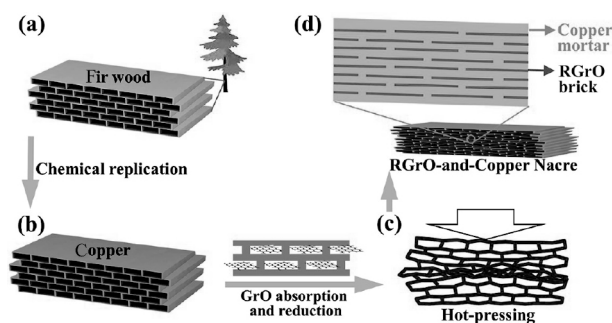 (a)
Fir wood
Chemical replication
(b)
Copper
GrO absorption
and reduction
(c)
Hot-pressing
(d)
Copper
mortar
RGrO
brick
RGrO-and-Copper Nacre